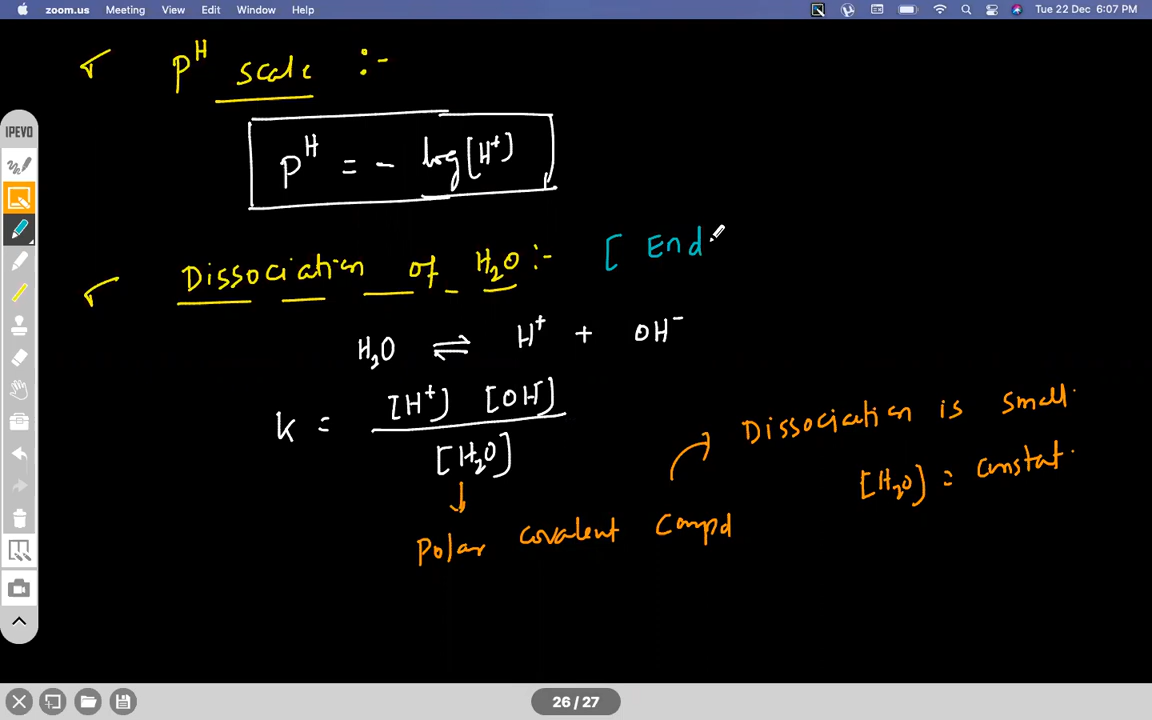 zoom.us Meeting View Edit Window Help Tue 22 Dec 6:07 PM
pH scale :-
IPEVO
pH = - log[H+]
Dissociation of H2O :- [ End
H2O ⇌ H+ + OH-
k = [H+] [OH-] / [H2O]
Dissociation is small.
[H2O] = constat.
Polar covalent Compd
26 / 27